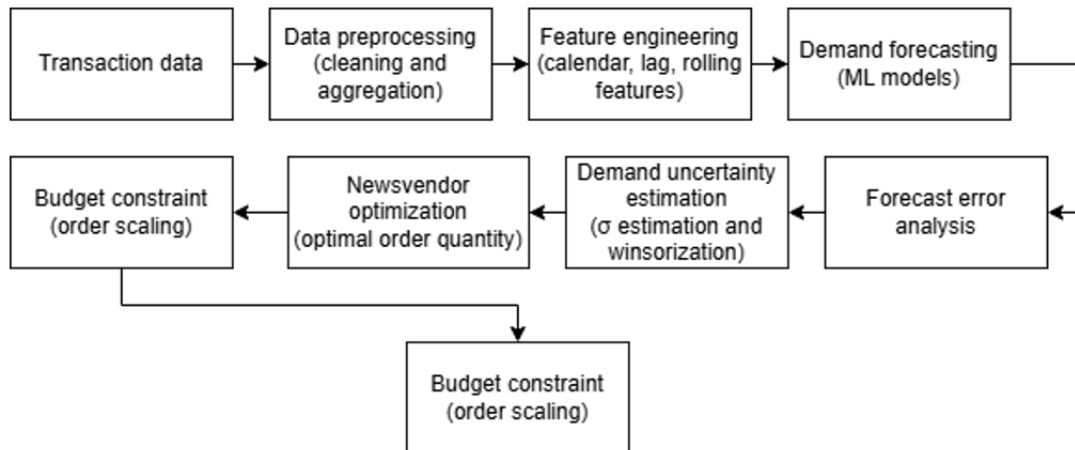 Transaction data
Data preprocessing
(cleaning and
aggregation)
Feature engineering
(calendar, lag, rolling
features)
Demand forecasting
(ML models)
Forecast error
analysis
Demand uncertainty
estimation
(σ estimation and
winsorization)
Newsvendor
optimization
(optimal order quantity)
Budget constraint
(order scaling)
Budget constraint
(order scaling)